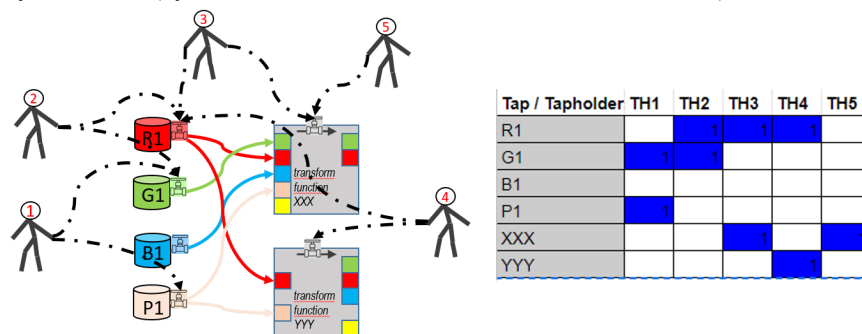 3
5
2
R1
G1
transform
function
XXX
1
4
B1
P1
transform
function
YYY
Tap / Tapholder TH1 TH2 TH3 TH4 TH5
R1 1 1 1
G1 1 1
B1
P1 1
XXX 1 1
YYY 1